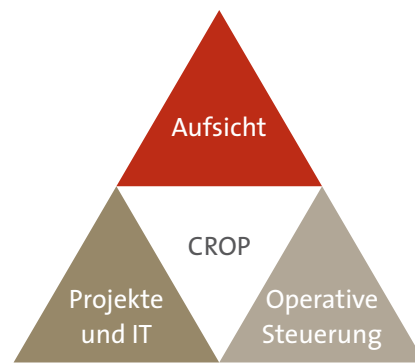 Aufsicht
CROP
Projekte
und IT
Operative
Steuerung